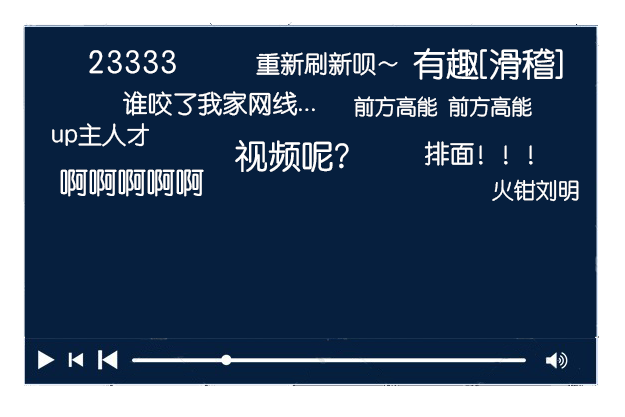 23333
重新刷新呗～
有趣[滑稽]
谁咬了我家网线...
前方高能 前方高能
up主人才
视频呢？
排面！！！
啊啊啊啊啊
火钳刘明